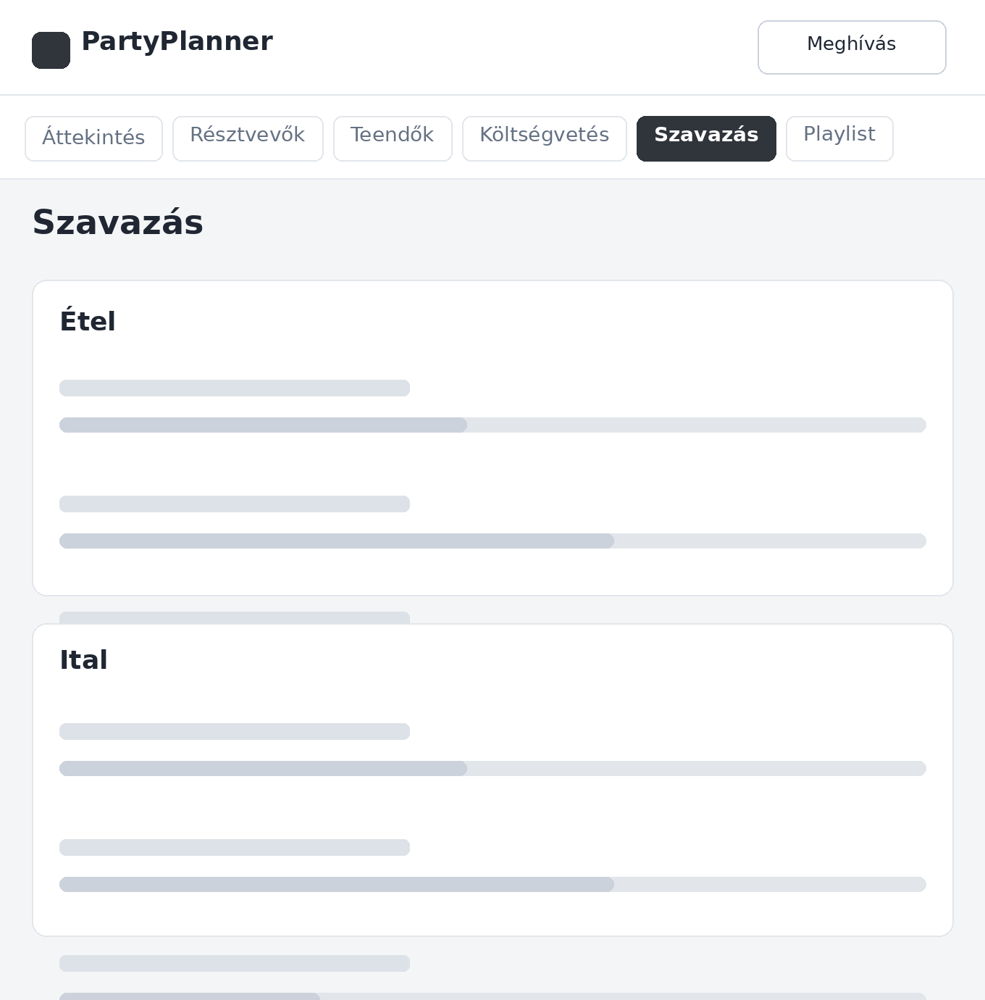 PartyPlanner
Meghívás
Áttekintés
Résztvevők
Teendők
Költségvetés
Szavazás
Playlist
Szavazás
Étel
Ital